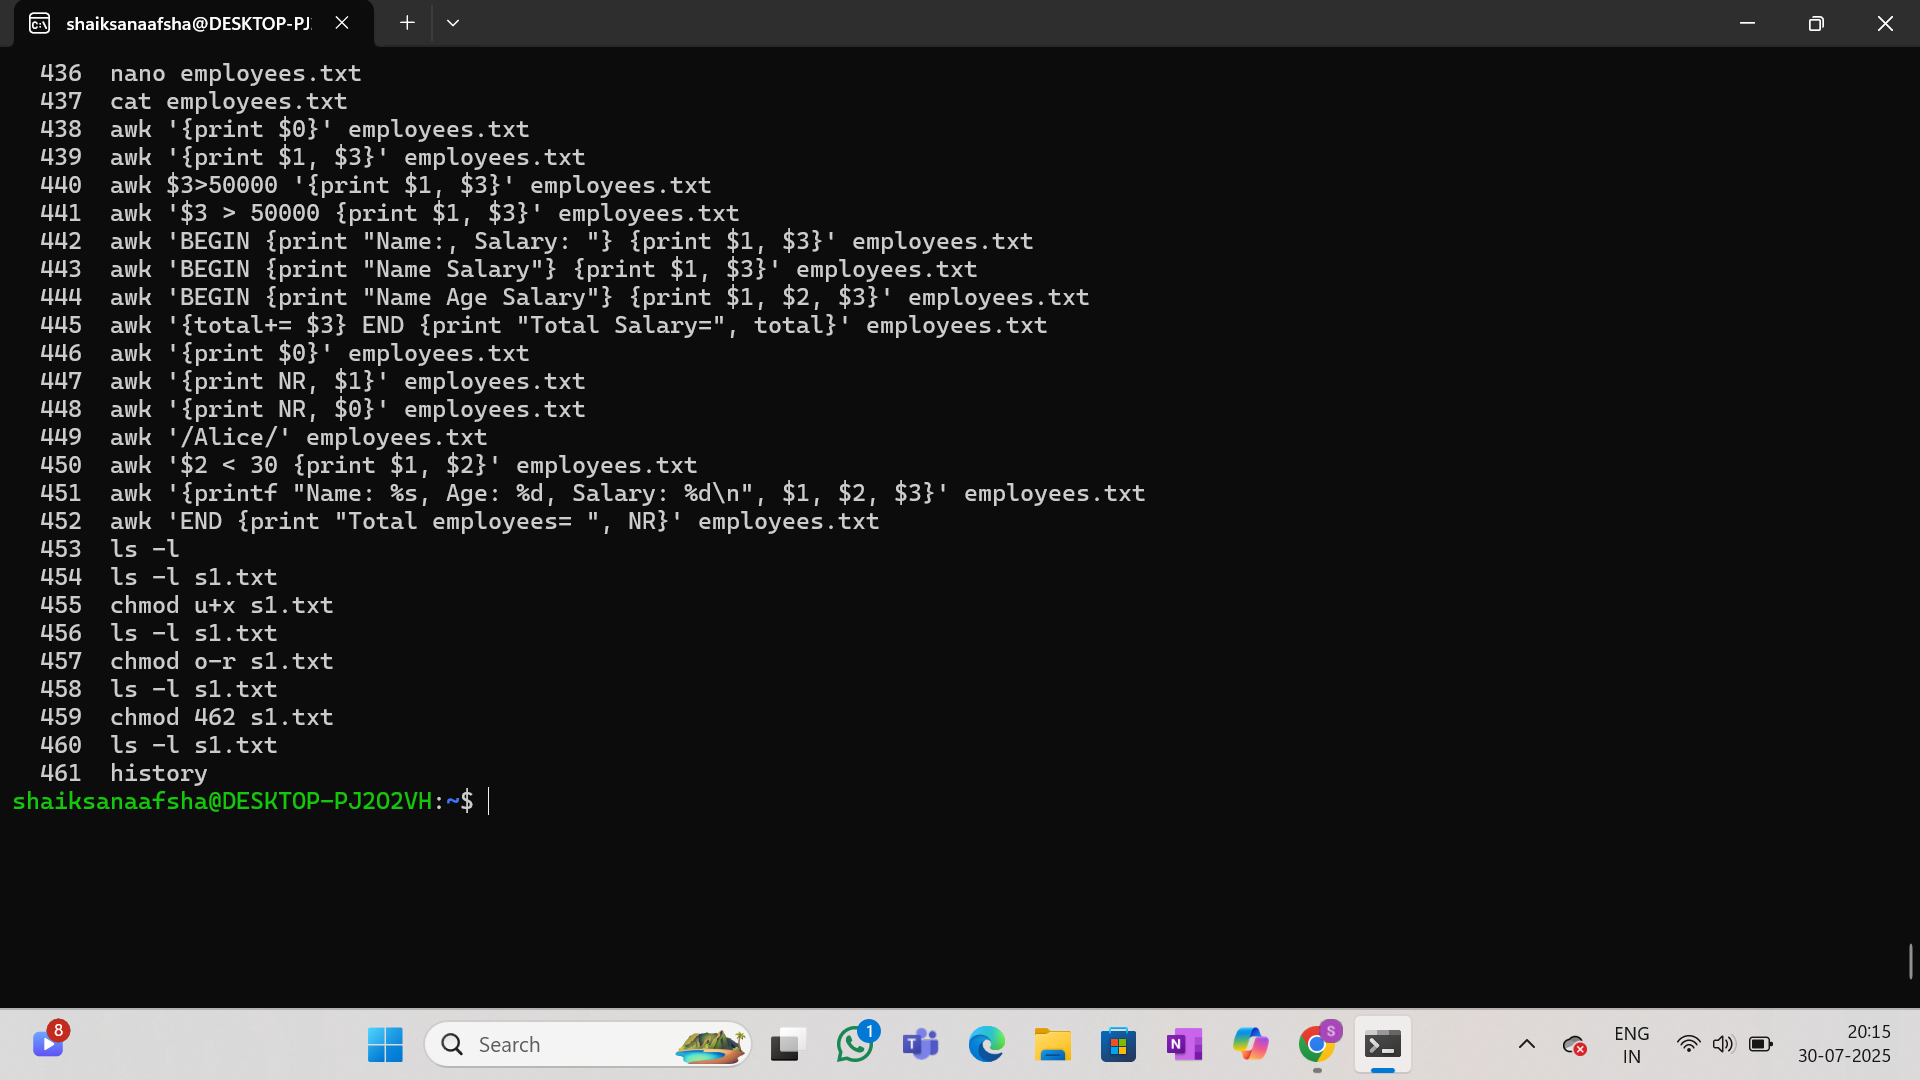 shaiksanaafsha@DESKTOP-PJ
436 nano employees.txt
437 cat employees.txt
438 awk '{print $0}' employees.txt
439 awk '{print $1, $3}' employees.txt
440 awk $3>50000 '{print $1, $3}' employees.txt
441 awk '$3 > 50000 {print $1, $3}' employees.txt
442 awk 'BEGIN {print "Name:, Salary: "} {print $1, $3}' employees.txt
443 awk 'BEGIN {print "Name Salary"} {print $1, $3}' employees.txt
444 awk 'BEGIN {print "Name Age Salary"} {print $1, $2, $3}' employees.txt
445 awk '{total+= $3} END {print "Total Salary=", total}' employees.txt
446 awk '{print $0}' employees.txt
447 awk '{print NR, $1}' employees.txt
448 awk '{print NR, $0}' employees.txt
449 awk '/Alice/' employees.txt
450 awk '$2 < 30 {print $1, $2}' employees.txt
451 awk '{printf "Name: %s, Age: %d, Salary: %d\n", $1, $2, $3}' employees.txt
452 awk 'END {print "Total employees= ", NR}' employees.txt
453 ls -l
454 ls -l s1.txt
455 chmod u+x s1.txt
456 ls -l s1.txt
457 chmod o-r s1.txt
458 ls -l s1.txt
459 chmod 462 s1.txt
460 ls -l s1.txt
461 history
shaiksanaafsha@DESKTOP-PJ2O2VH:~$
8
Search
1
S
ENG
IN
20:15
30-07-2025